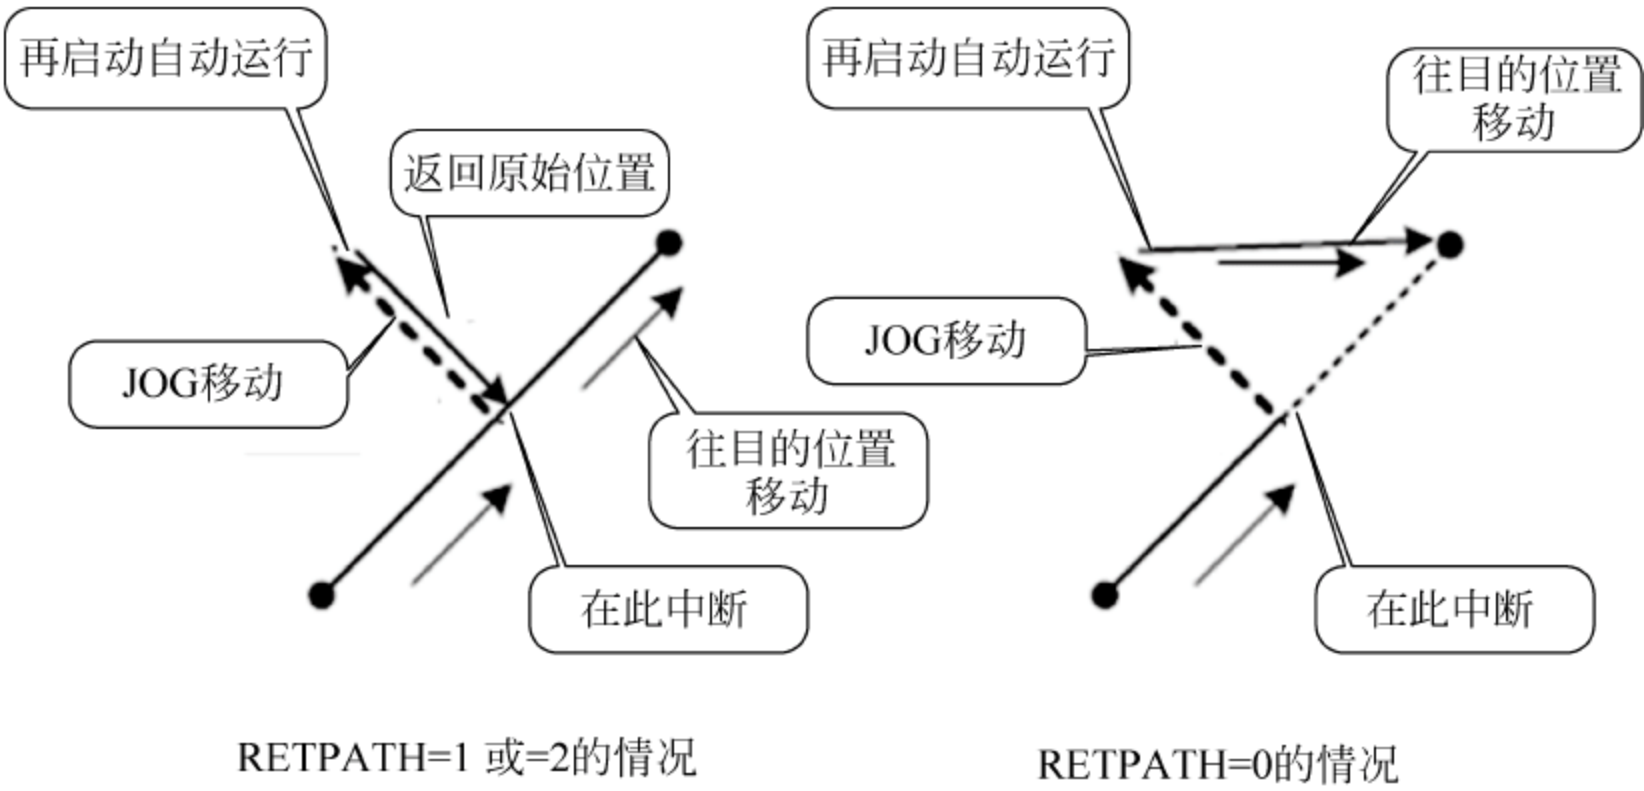 再启动自动运行
返回原始位置
JOG移动
往目的位置
移动
在此中断
RETPATH=1 或=2的情况
再启动自动运行
往目的位置
移动
JOG移动
在此中断
RETPATH=0的情况